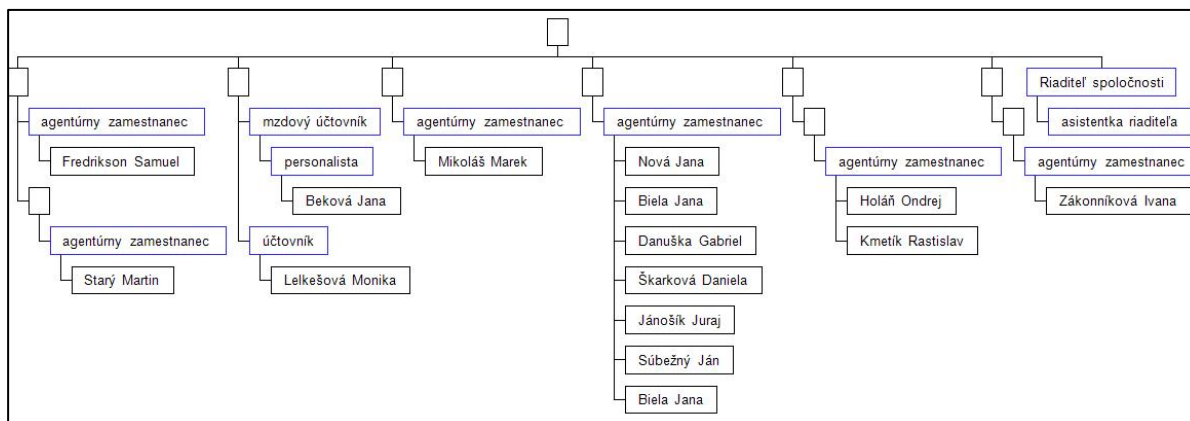 Riaditeľ spoločnosti
agentúrny zamestnanec
mzdový účtovník
agentúrny zamestnanec
agentúrny zamestnanec
asistentka riaditeľa
Fredrikson Samuel
personalista
Mikoláš Marek
Nová Jana
agentúrny zamestnanec
agentúrny zamestnanec
Beková Jana
Biela Jana
Holáň Ondrej
Zákonníková Ivana
agentúrny zamestnanec
účtovník
Danuška Gabriel
Kmetík Rastislav
Starý Martin
Lelkešová Monika
Škarková Daniela
Jánošík Juraj
Súbežný Ján
Biela Jana